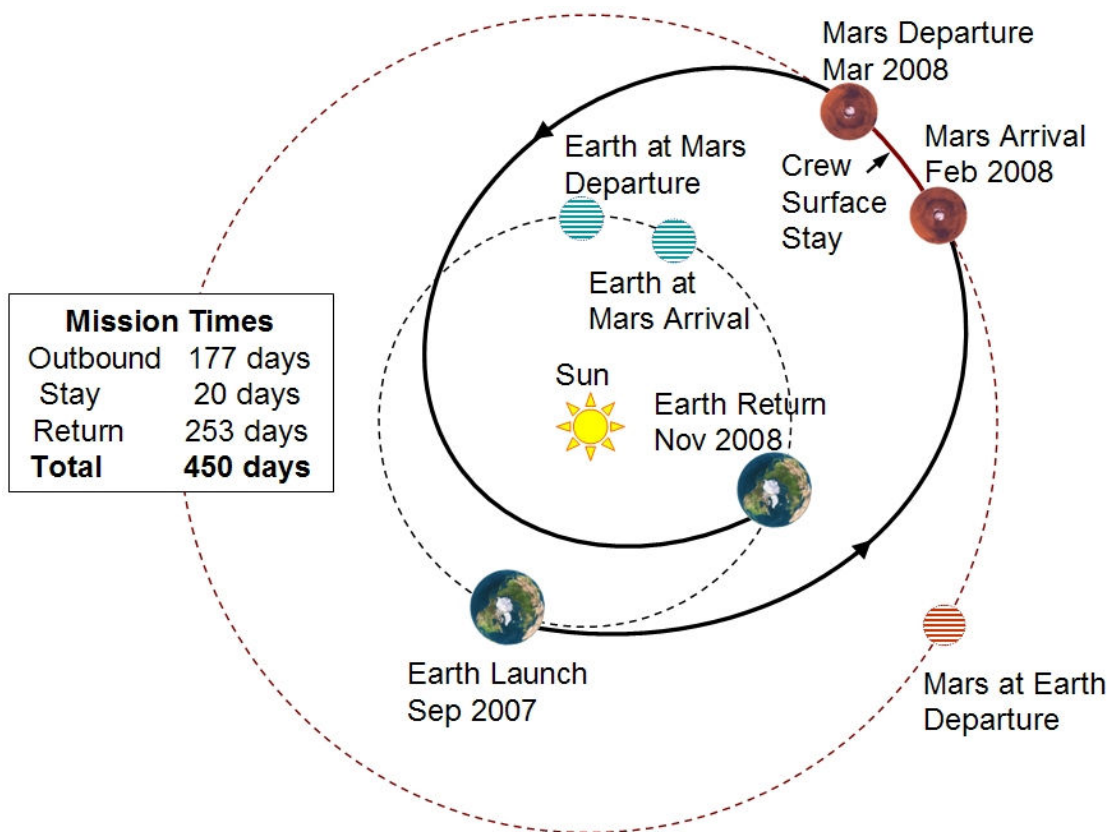 Mars Departure
Mar 2008
Mars Arrival
Feb 2008
Crew
Surface
Stay
Earth at Mars
Departure
Earth at
Mars Arrival
Mission Times
Outbound 177 days
Stay 20 days
Return 253 days
Total 450 days
Sun
Earth Return
Nov 2008
Earth Launch
Sep 2007
Mars at Earth
Departure